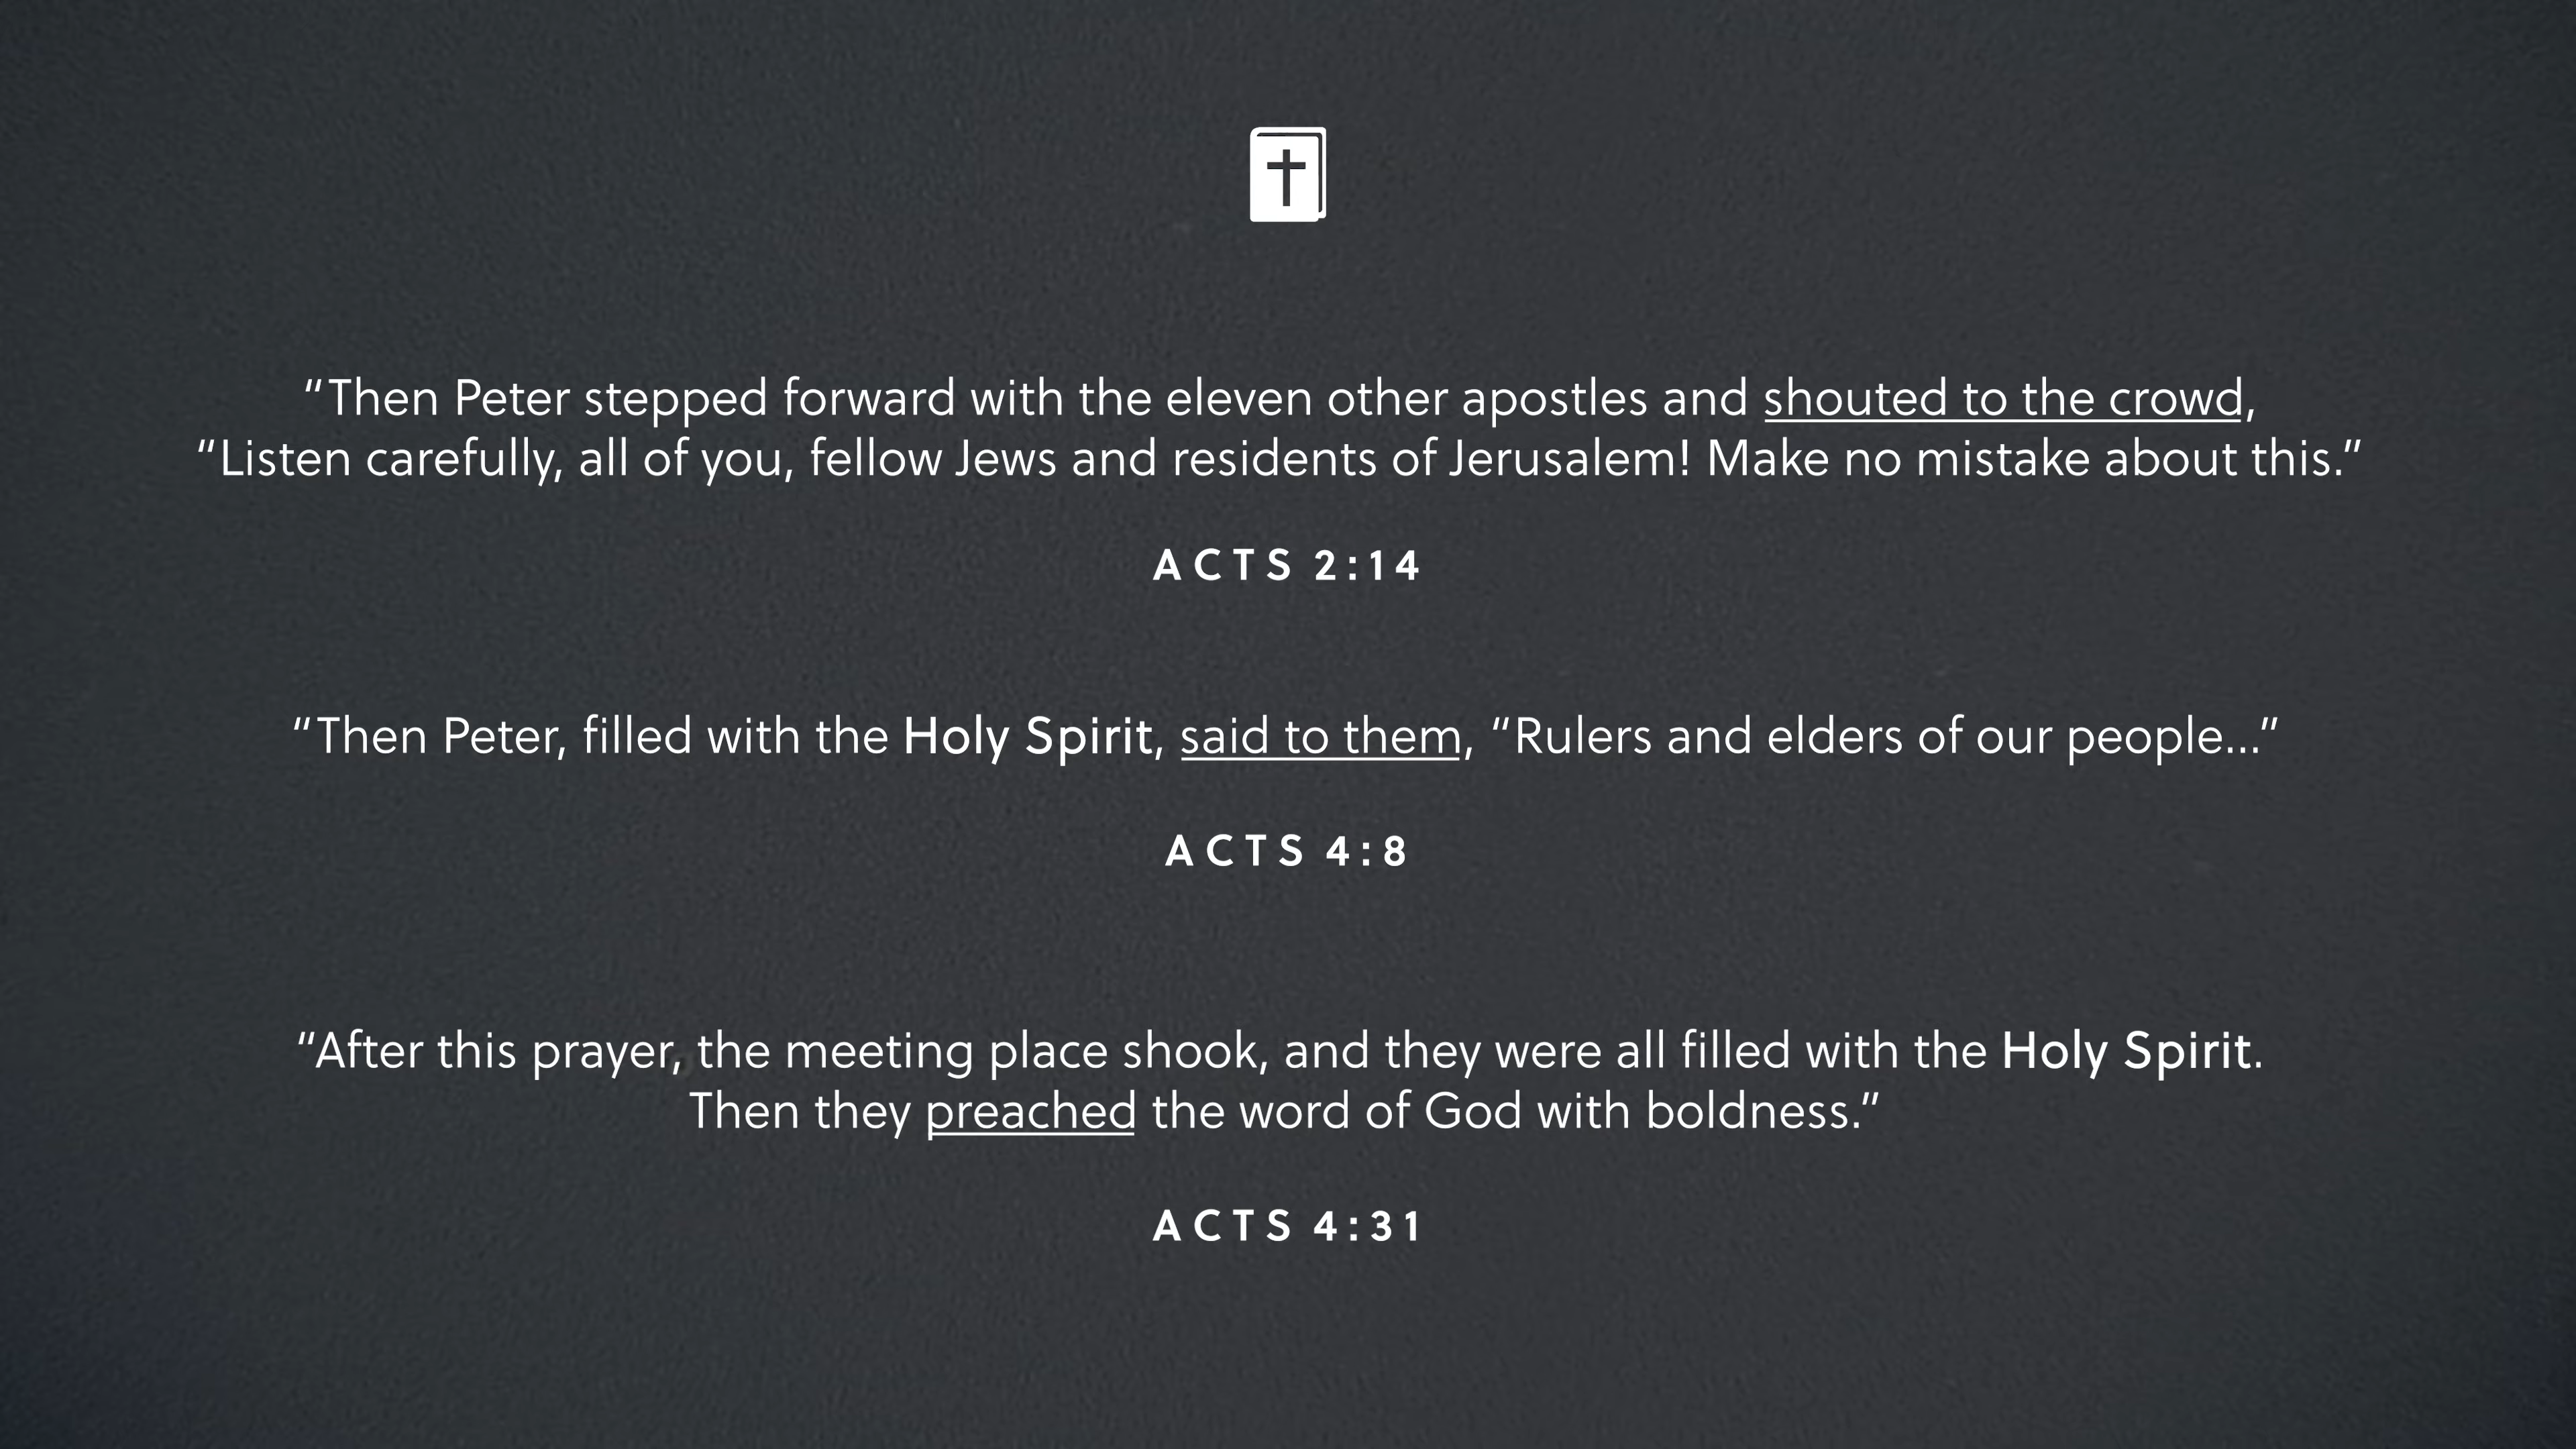 “Then Peter stepped forward with the eleven other apostles and shouted to the crowd,
“Listen carefully, all of you, fellow Jews and residents of Jerusalem! Make no mistake about this.”
ACTS 2:14
“Then Peter, filled with the Holy Spirit, said to them, “Rulers and elders of our people...”
ACTS 4:8
“After this prayer, the meeting place shook, and they were all filled with the Holy Spirit.
Then they preached the word of God with boldness.”
ACTS 4:31